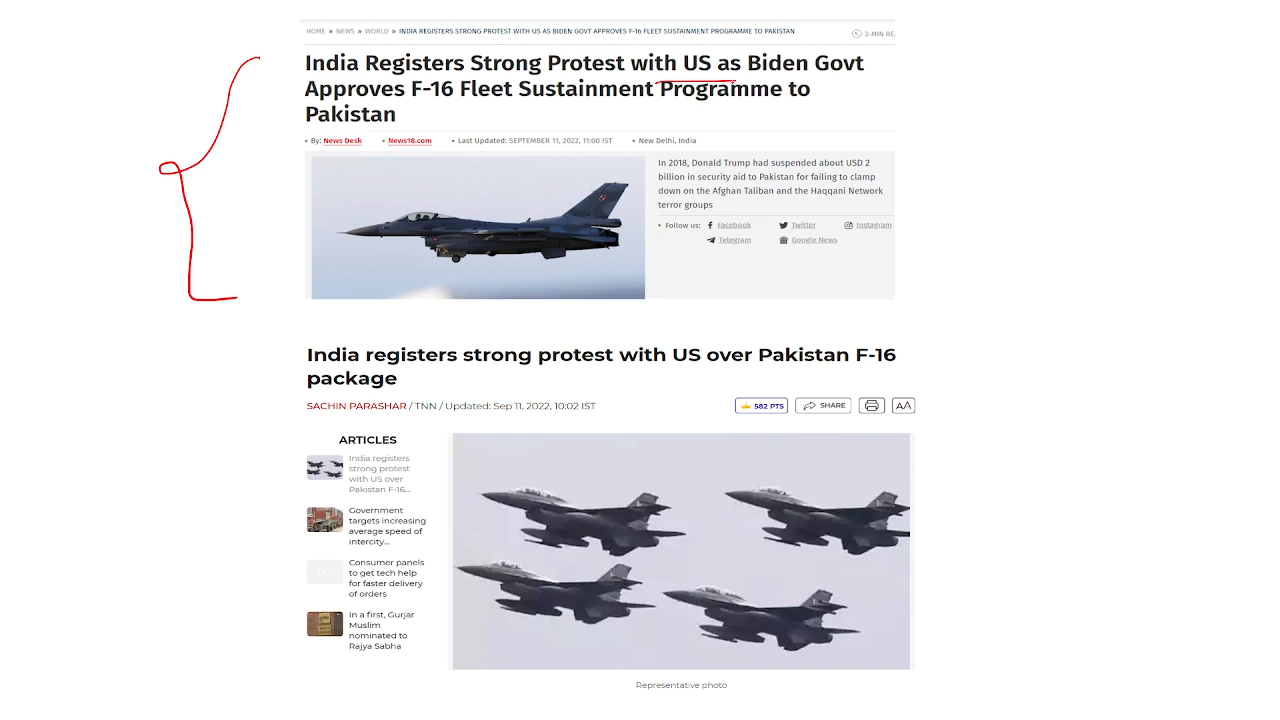 HOME » NEWS » WORLD » INDIA REGISTERS STRONG PROTEST WITH US AS BIDEN GOVT APPROVES F-16 FLEET SUSTAINMENT PROGRAMME TO PAKISTAN
2-MIN RE
India Registers Strong Protest with US as Biden Govt
Approves F-16 Fleet Sustainment Programme to
Pakistan
• By: News Desk • News18.com • Last Updated: SEPTEMBER 11, 2022, 11:00 IST • New Delhi, India
In 2018, Donald Trump had suspended about USD 2
billion in security aid to Pakistan for failing to clamp
down on the Afghan Taliban and the Haqqani Network
terror groups
• Follow us: Facebook Twitter Instagram
Telegram Google News
India registers strong protest with US over Pakistan F-16
package
SACHIN PARASHAR / TNN / Updated: Sep 11, 2022, 10:02 IST
582 PTS SHARE AA
ARTICLES
India registers
strong protest
with US over
Pakistan F-16...
Government
targets increasing
average speed of
intercity...
Consumer panels
to get tech help
for faster delivery
of orders
In a first, Gurjar
Muslim
nominated to
Rajya Sabha
Representative photo